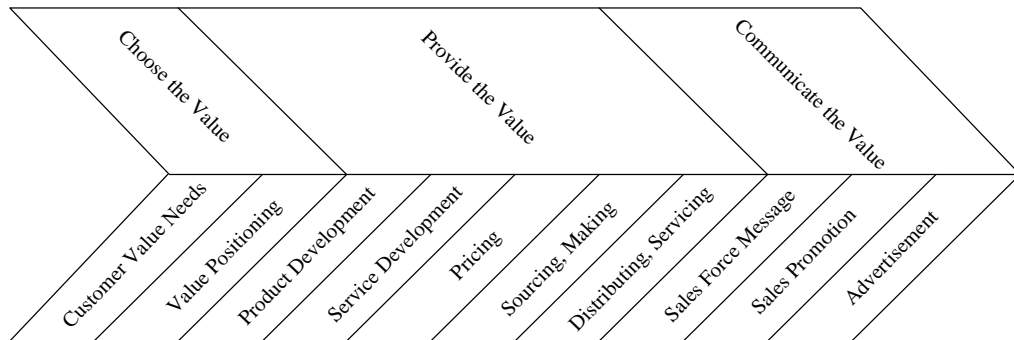 Choose the Value
Provide the Value
Communicate the Value
Customer Value Needs
Value Positioning
Product Development
Service Development
Pricing
Sourcing, Making
Distributing, Servicing
Sales Force Message
Sales Promotion
Advertisement